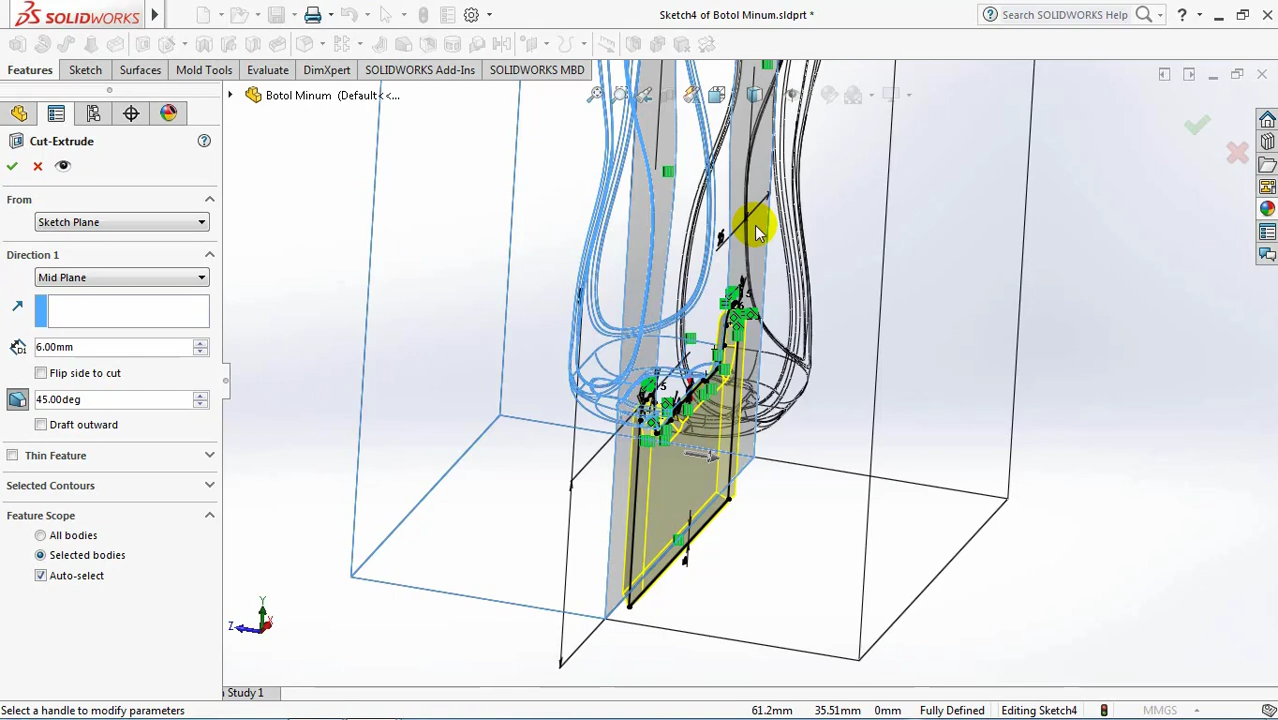 SOLIDWORKS
Sketch4 of Botol Minum.sldprt *
Search SOLIDWORKS Help
?
Features
Sketch
Surfaces
Mold Tools
Evaluate
DimXpert
SOLIDWORKS Add-Ins
SOLIDWORKS MBD
Botol Minum (Default<<...
Cut-Extrude
From
Sketch Plane
Direction 1
Mid Plane
6.00mm
Flip side to cut
45.00deg
Draft outward
Thin Feature
Selected Contours
Feature Scope
All bodies
Selected bodies
Auto-select
5
5
Y
Z
X
Study 1
Select a handle to modify parameters
61.2mm
35.51mm
0mm
Fully Defined
Editing Sketch4
MMGS